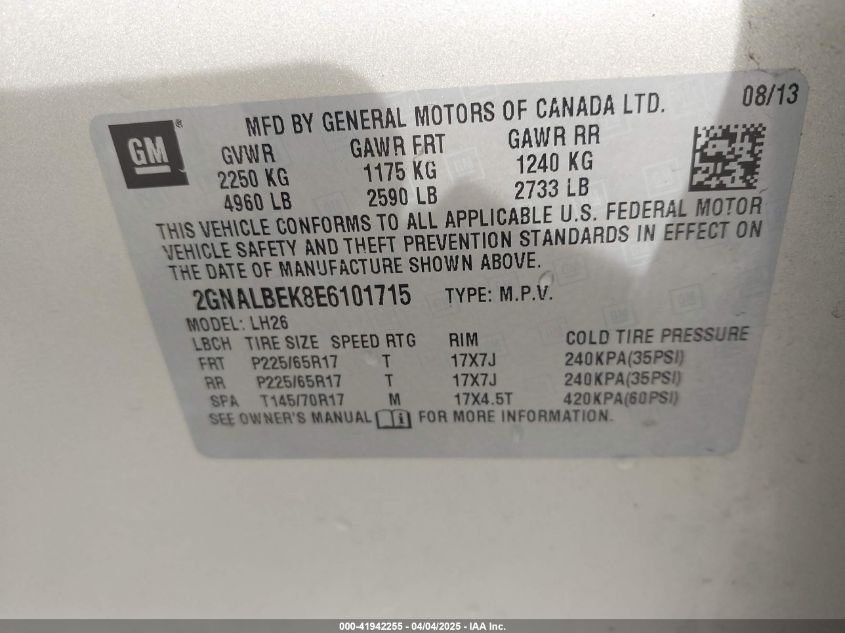 08/13
GM ®
MFD BY GENERAL MOTORS OF CANADA LTD.
GVWR GAWR FRT GAWR RR
2250 KG 1175 KG 1240 KG
4960 LB 2590 LB 2733 LB
THIS VEHICLE CONFORMS TO ALL APPLICABLE U.S. FEDERAL MOTOR
VEHICLE SAFETY AND THEFT PREVENTION STANDARDS IN EFFECT ON
THE DATE OF MANUFACTURE SHOWN ABOVE.
2GNALBEK8E6101715 TYPE: M.P.V.
MODEL: LH26
LBCH TIRE SIZE SPEED RTG RIM COLD TIRE PRESSURE
FRT P225/65R17 T 17X7J 240KPA(35PSI)
RR P225/65R17 T 17X7J 240KPA(35PSI)
SPA T145/70R17 M 17X4.5T 420KPA(60PSI)
SEE OWNER'S MANUAL i FOR MORE INFORMATION.
000-41942255 - 04/04/2025 - IAA Inc.